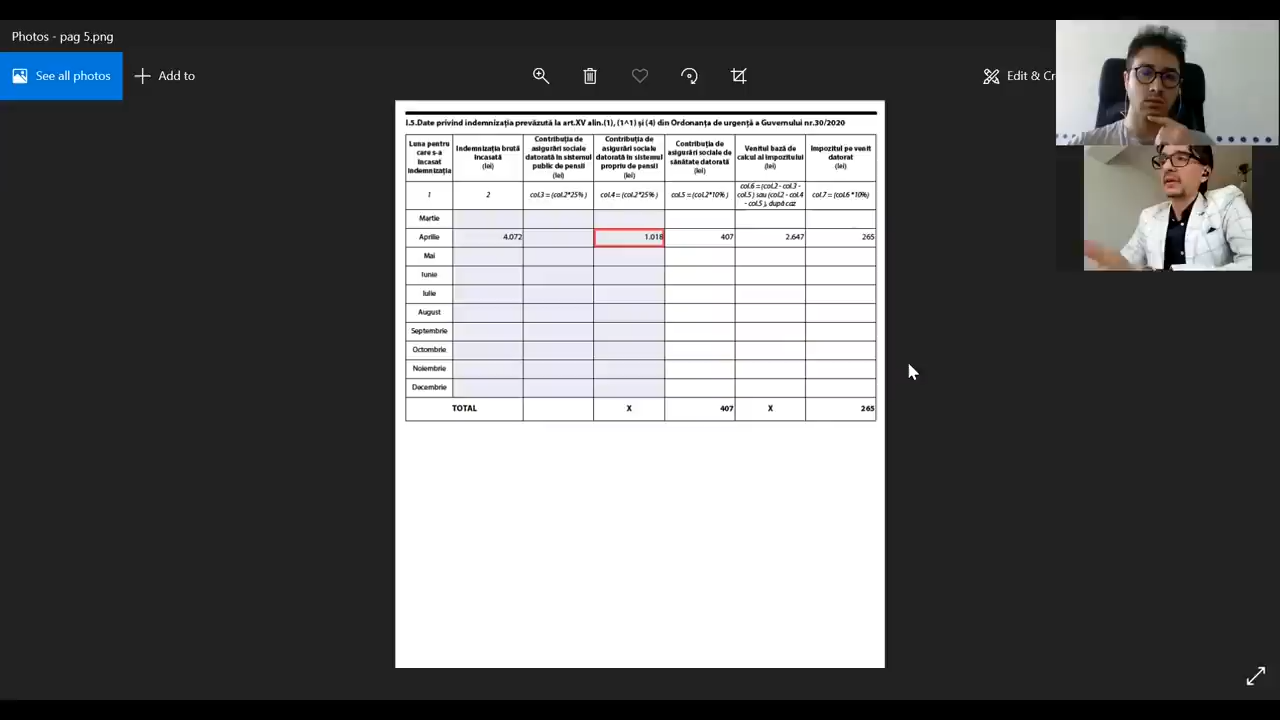 Photos - pag 5.png
See all photos
Add to
Edit & Cr
I.5.Date privind indemnizația prevăzută la art.XV alin.(1), (1^1) și (4) din Ordonanța de urgență a Guvernului nr.30/2020
Luna pentru care s-a încasat indemnizația
Indemnizația brută încasată (lei)
Contribuția de asigurări sociale datorată în sistemul public de pensii (lei)
Contribuția de asigurări sociale datorată în sistemul propriu de pensii (lei)
Contribuția de asigurări sociale de sănătate datorată (lei)
Venitul bază de calcul al impozitului (lei)
Impozitul pe venit datorat (lei)
1
2
col.3 = (col.2*25%)
col.4 = (col.2*25%)
col.5 = (col.2*10%)
col.6 = (col.2 - col.3 - col.5) sau (col.2 - col.4 - col.5), după caz
col.7 = (col.6 *10%)
Martie
Aprilie 4.072 1.018 407 2.647 265
Mai
Iunie
Iulie
August
Septembrie
Octombrie
Noiembrie
Decembrie
TOTAL X 407 X 265